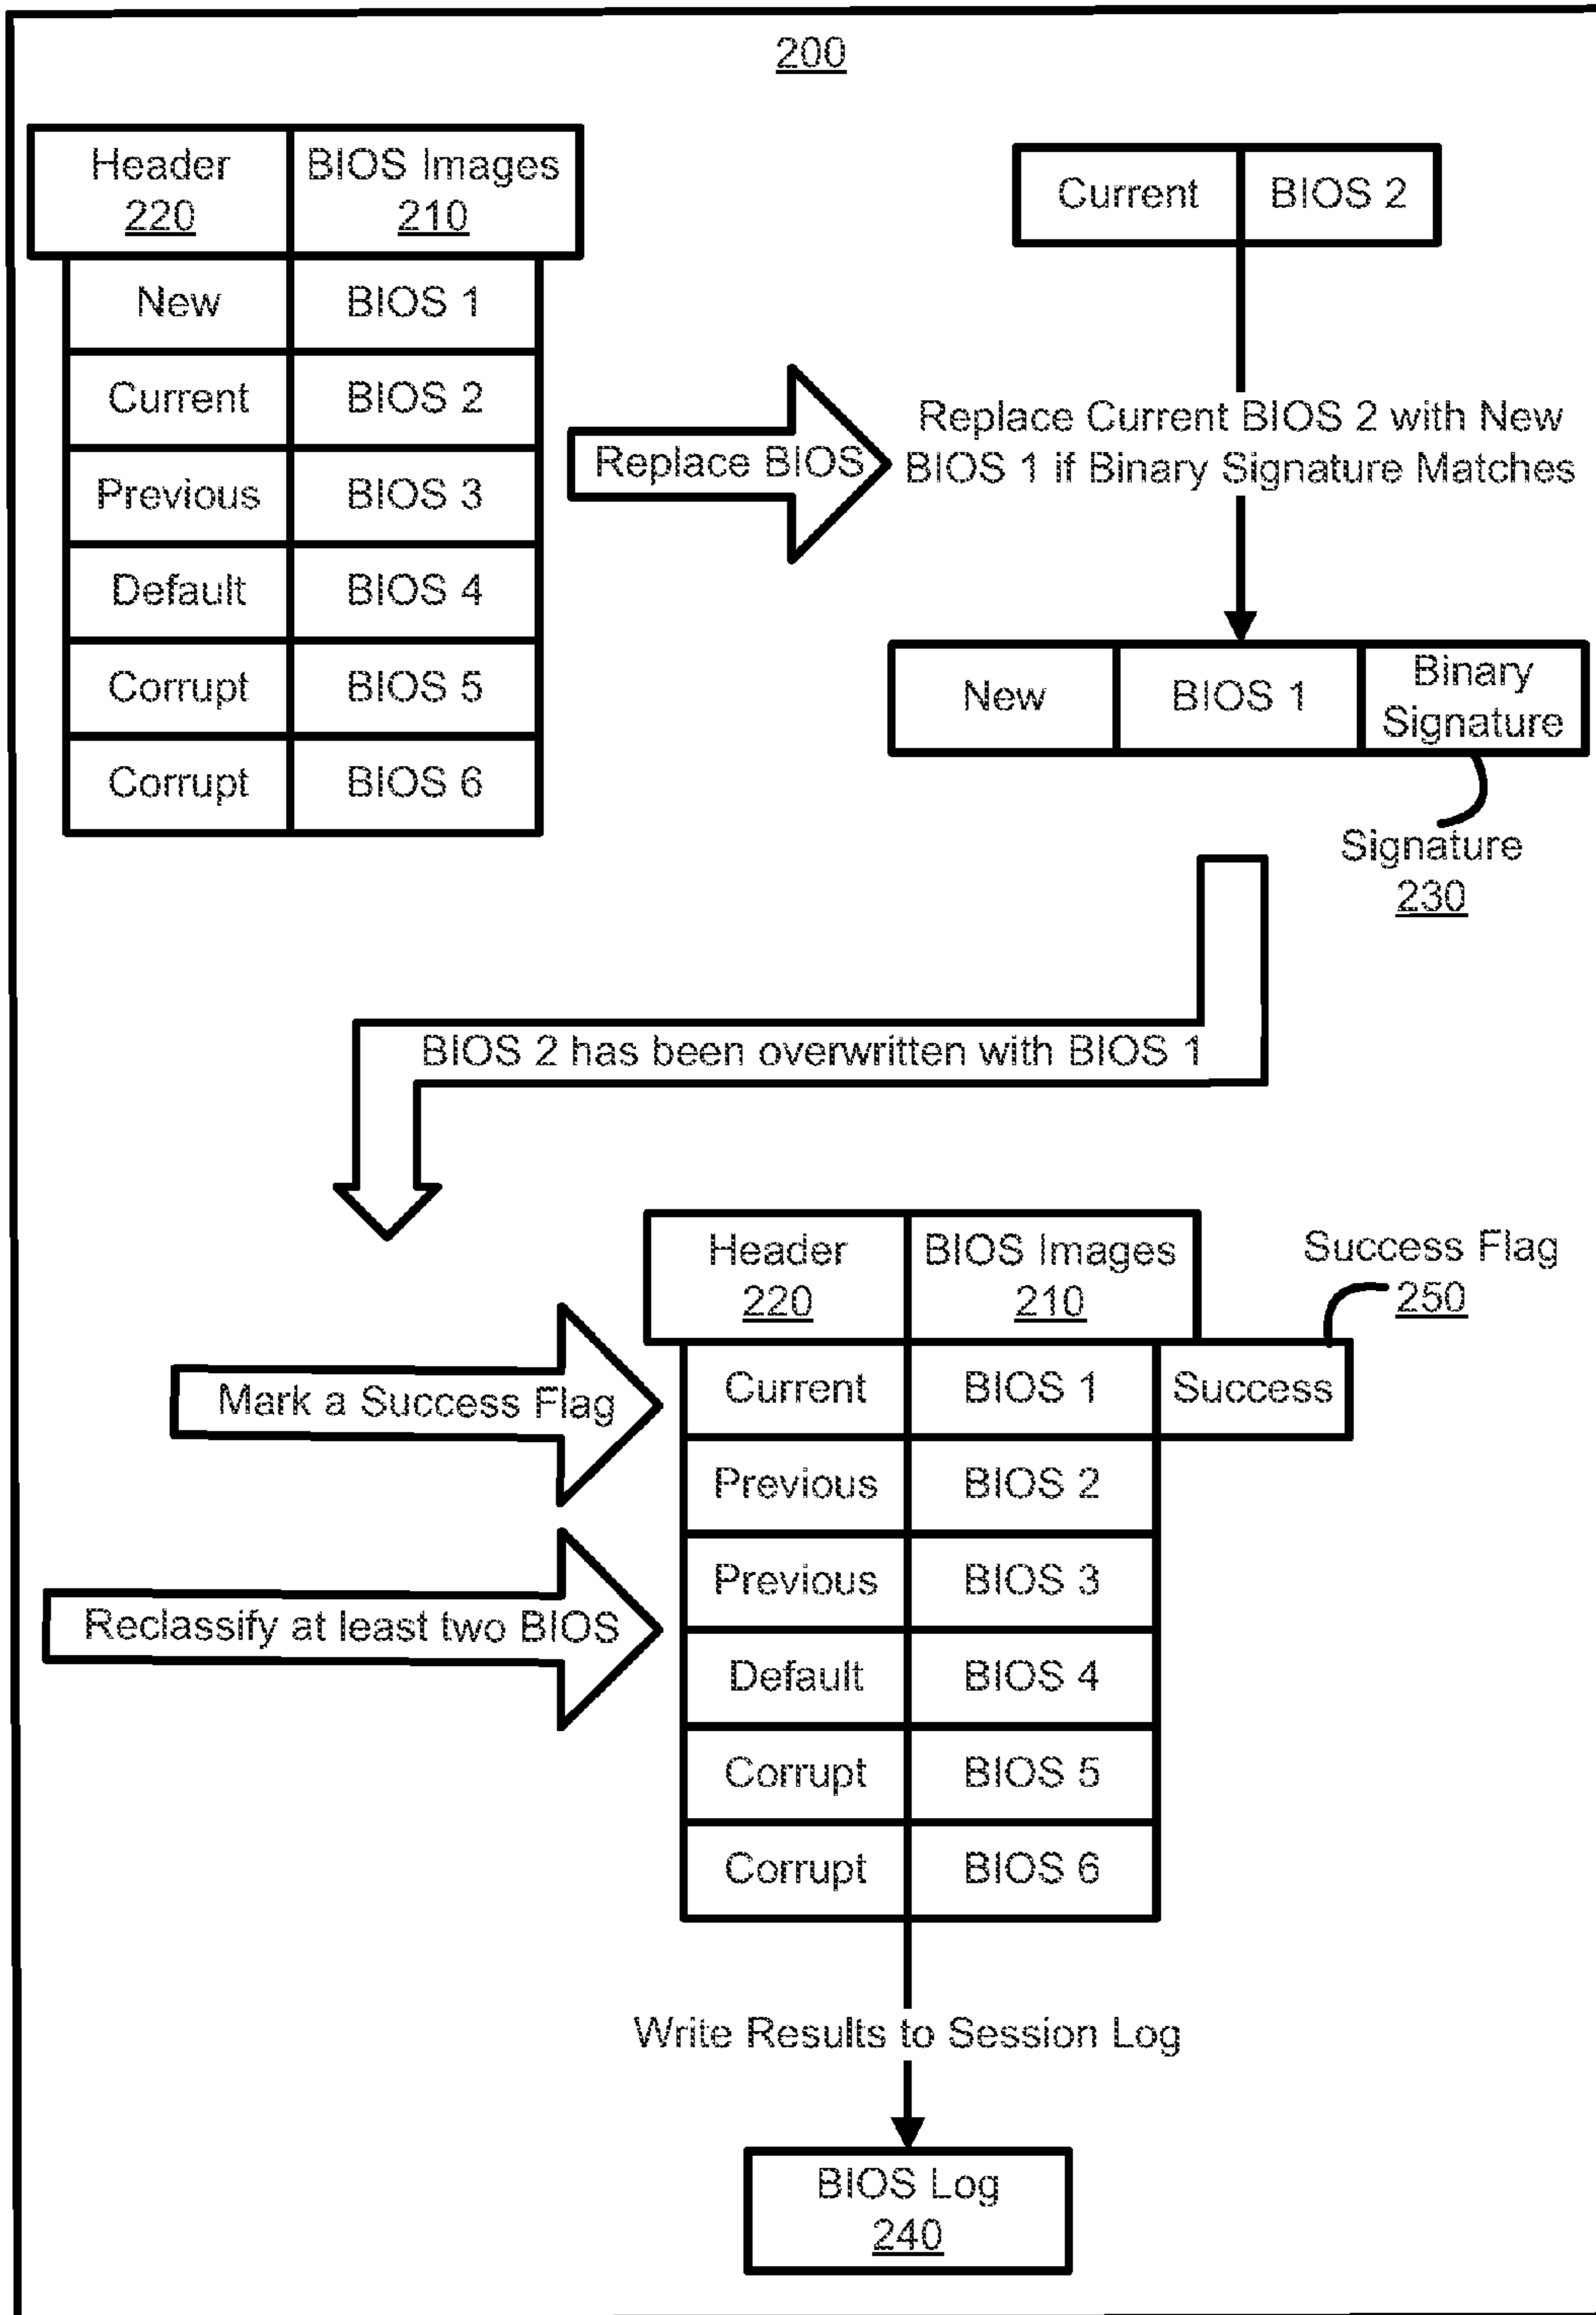 200
Header BIOS Images
220 210
New BIOS 1
Current BIOS 2
Previous BIOS 3
Default BIOS 4
Corrupt BIOS 5
Corrupt BIOS 6
Replace BIOS
Current BIOS 2
Replace Current BIOS 2 with New
BIOS 1 if Binary Signature Matches
New BIOS 1 Binary
Signature
Signature
230
BIOS 2 has been overwritten with BIOS 1
Mark a Success Flag
Reclassify at least two BIOS
Header BIOS Images
220 210
Success Flag
250
Current BIOS 1 Success
Previous BIOS 2
Previous BIOS 3
Default BIOS 4
Corrupt BIOS 5
Corrupt BIOS 6
Write Results to Session Log
BIOS Log
240